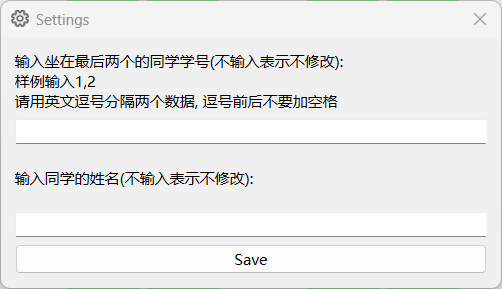 Settings
输入坐在最后两个的同学学号(不输入表示不修改):
样例输入1,2
请用英文逗号分隔两个数据, 逗号前后不要加空格
输入同学的姓名(不输入表示不修改):
Save